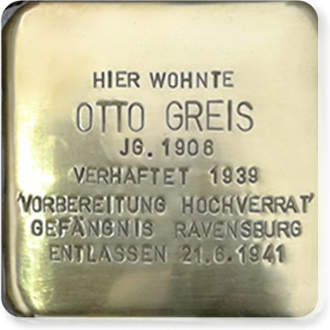 HIER WOHNTE
OTTO GREIS
JG. 1906
VERHAFTET 1939
'VORBEREITUNG HOCHVERRAT'
GEFÄNGNIS RAVENSBURG
ENTLASSEN 21.6.1941